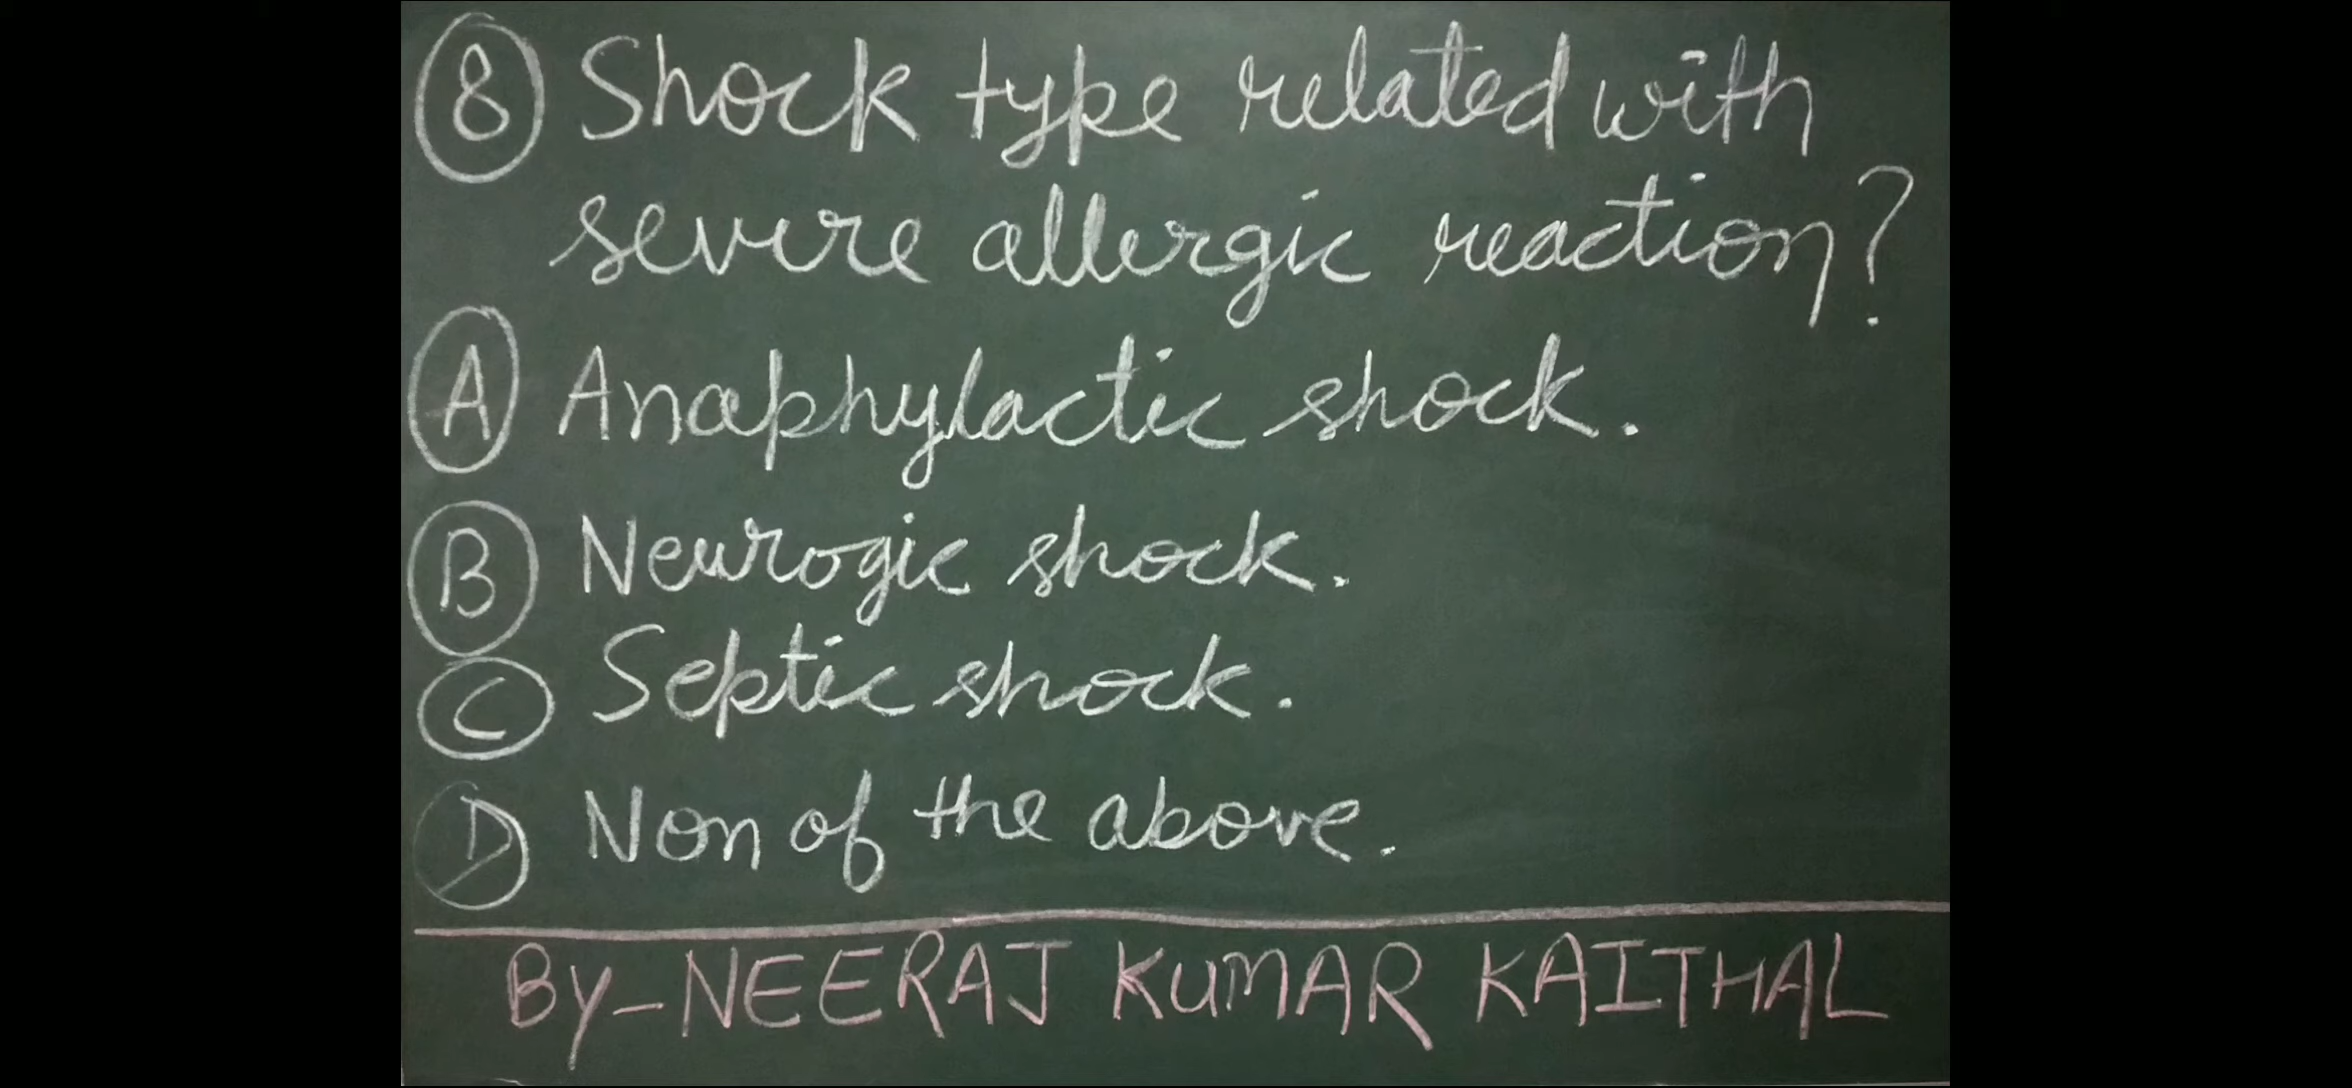 8 Shock type related with
severe allergic reaction?
A Anaphylactic shock.
B Neurogic shock.
C Septic shock.
D Non of the above.
BY-NEERAJ KUMAR KAITHAL